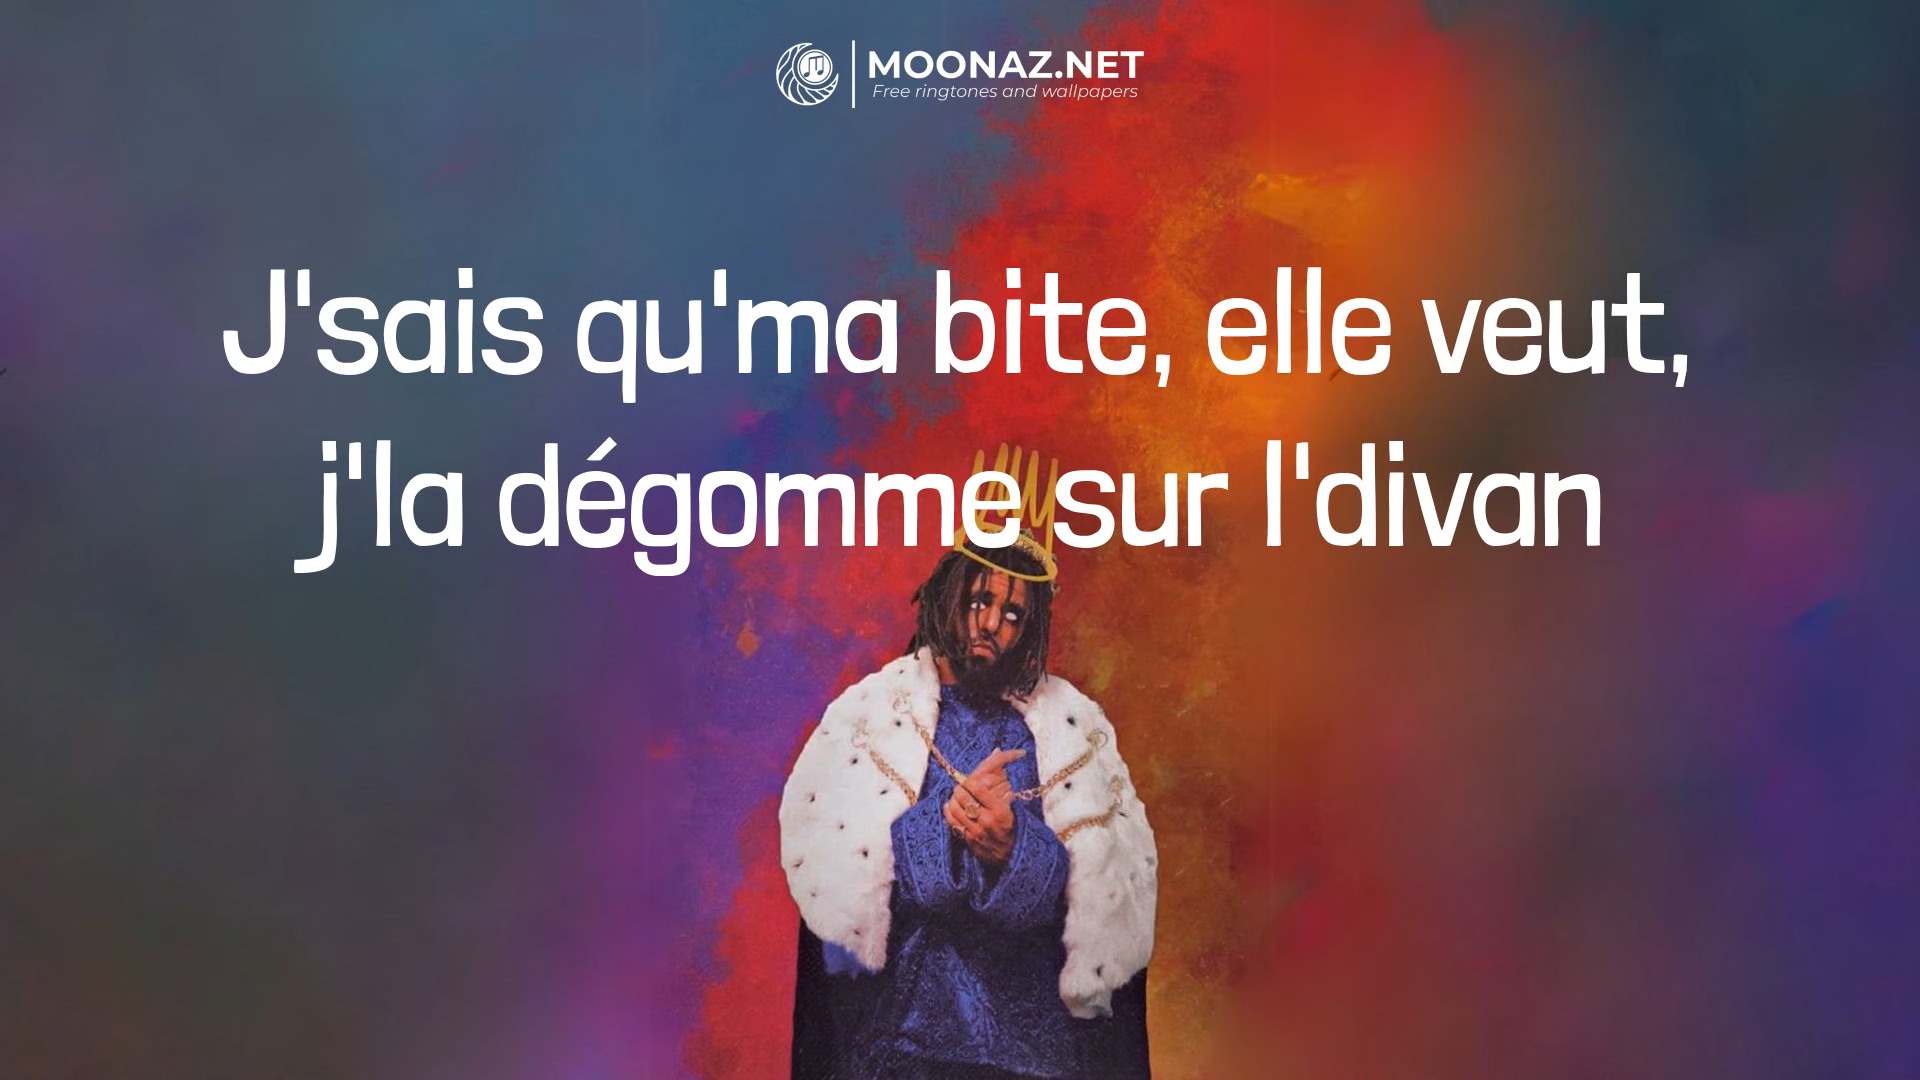 MOONAZ.NET
Free ringtones and wallpapers
J'sais qu'ma bite, elle veut,
j'la dégomme sur l'divan